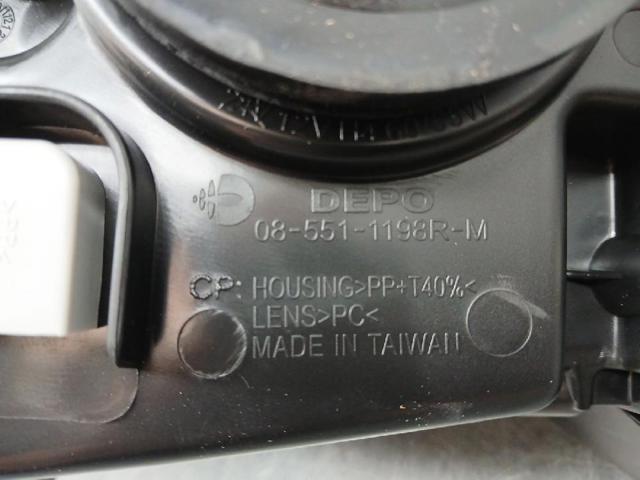 DEPO
08-551-1198R-M
CP: HOUSING>PP+T40%<
LENS>PC<
MADE IN TAIWAN